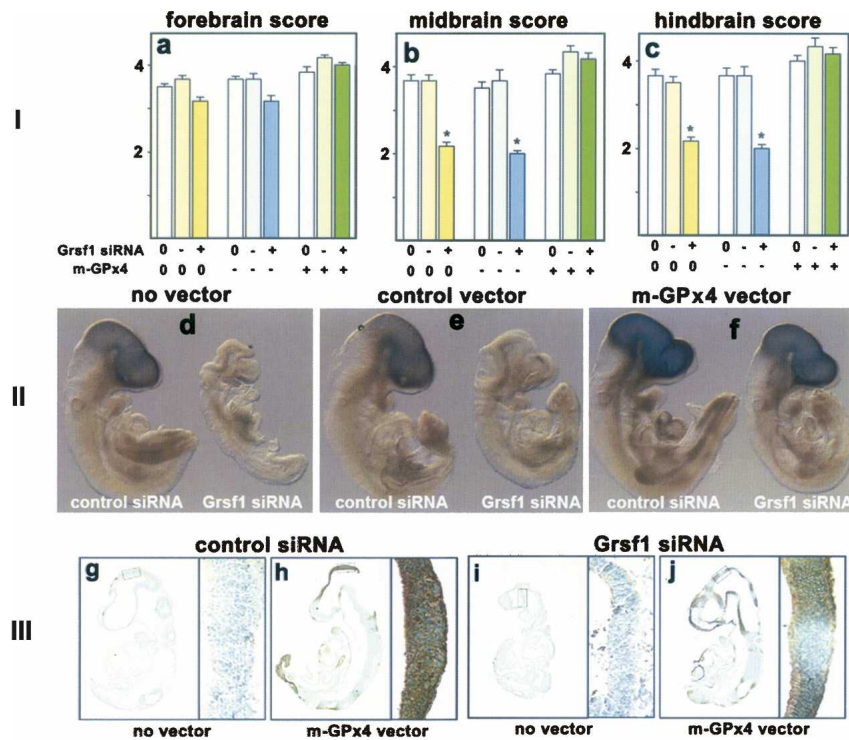 forebrain score midbrain score hindbrain score
I
a b c
4 4 4
2 2 2
*
*
*
*
Grsf1 siRNA 0 - + 0 - + 0 - + 0 - + 0 - + 0 - + 0 - + 0 - + 0 - +
m-GPx4 0 0 0 - - - + + + 0 0 0 - - - + + + 0 0 0 - - - + + +
no vector control vector m-GPx4 vector
II
d e f
control siRNA Grsf1 siRNA control siRNA Grsf1 siRNA control siRNA Grsf1 siRNA
control siRNA Grsf1 siRNA
III
g h i j
no vector m-GPx4 vector no vector m-GPx4 vector